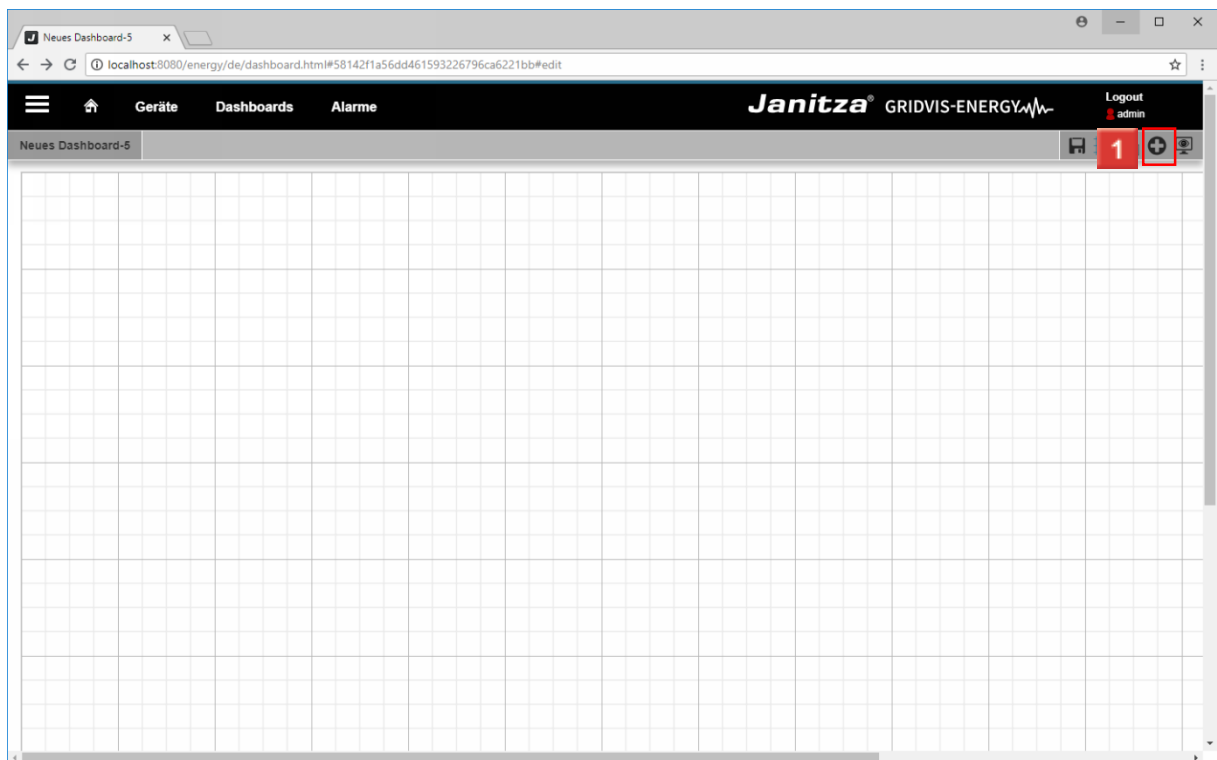 Neues Dashboard-5
localhost:8080/energy/de/dashboard.html#58142f1a56dd461593226796ca6221bb#edit
Geräte Dashboards Alarme Janitza® GRIDVIS-ENERGY Logout
admin
Neues Dashboard-5 1